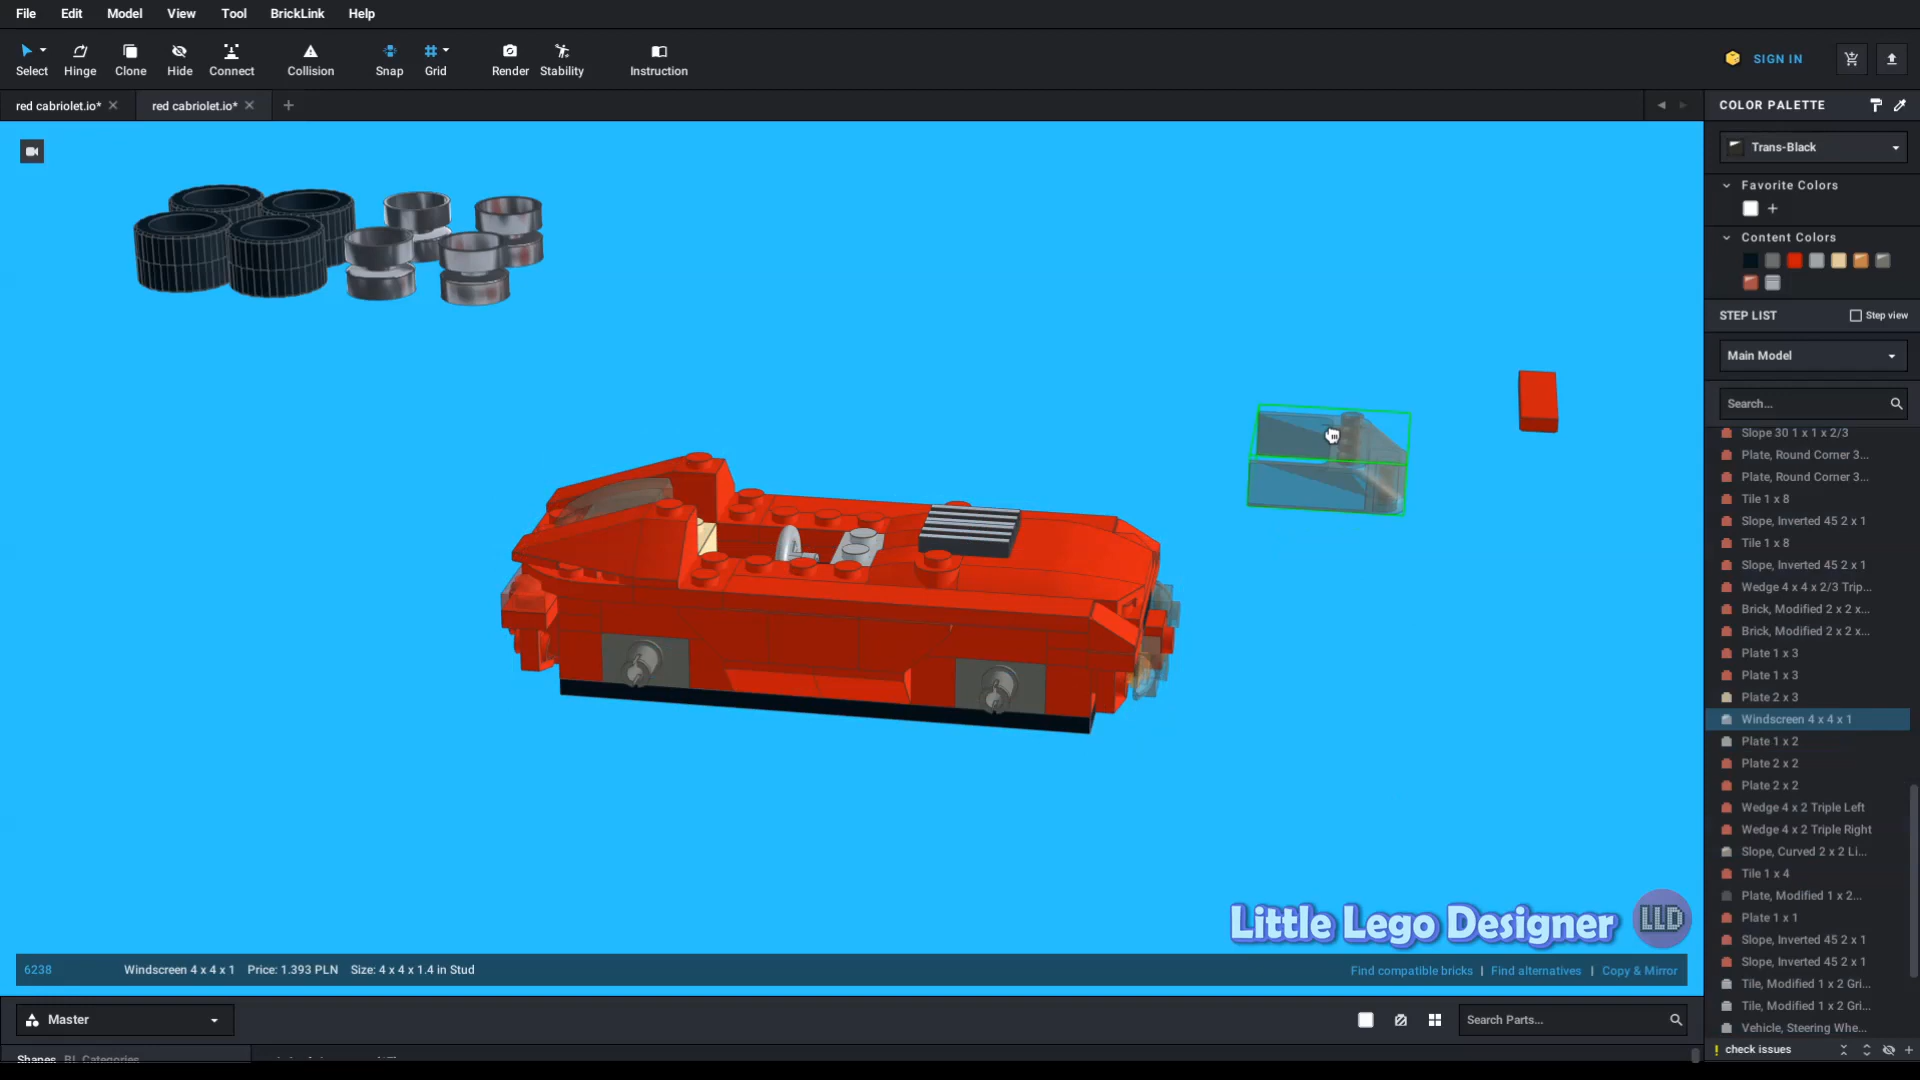 File Edit Model View Tool BrickLink Help
Select Hinge Clone Hide Connect Collision Snap Grid Render Stability Instruction
SIGN IN
red cabriolet.io* red cabriolet.io*
COLOR PALETTE
Trans-Black
Favorite Colors
Content Colors
STEP LIST Step view
Main Model
Search...
Slope 30 1 x 1 x 2/3
Plate, Round Corner 3...
Plate, Round Corner 3...
Tile 1 x 8
Slope, Inverted 45 2 x 1
Tile 1 x 8
Slope, Inverted 45 2 x 1
Wedge 4 x 4 x 2/3 Trip...
Brick, Modified 2 x 2 x...
Brick, Modified 2 x 2 x...
Plate 1 x 3
Plate 1 x 3
Plate 2 x 3
Windscreen 4 x 4 x 1
Plate 1 x 2
Plate 2 x 2
Plate 2 x 2
Wedge 4 x 2 Triple Left
Wedge 4 x 2 Triple Right
Slope, Curved 2 x 2 Li...
Tile 1 x 4
Plate, Modified 1 x 2...
Plate 1 x 1
Slope, Inverted 45 2 x 1
Slope, Inverted 45 2 x 1
Tile, Modified 1 x 2 Gri...
Tile, Modified 1 x 2 Gri...
Vehicle, Steering Whe...
check issues
Little Lego Designer LLD
6238 Windscreen 4 x 4 x 1 Price: 1.393 PLN Size: 4 x 4 x 1.4 in Stud Find compatible bricks | Find alternatives | Copy & Mirror
Master Search Parts...
Shapes BL Categories